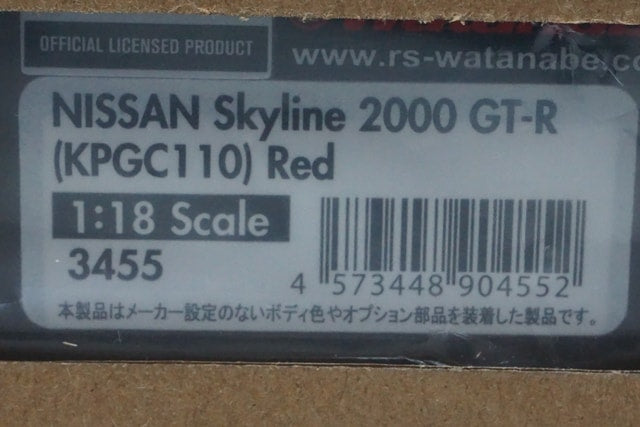 OFFICIAL LICENSED PRODUCT
www.rs-watanabe.co
NISSAN Skyline 2000 GT-R
(KPGC110) Red
1:18 Scale
3455
4 573448 904552
本製品はメーカー設定のないボディ色やオプション部品を装着した製品です。